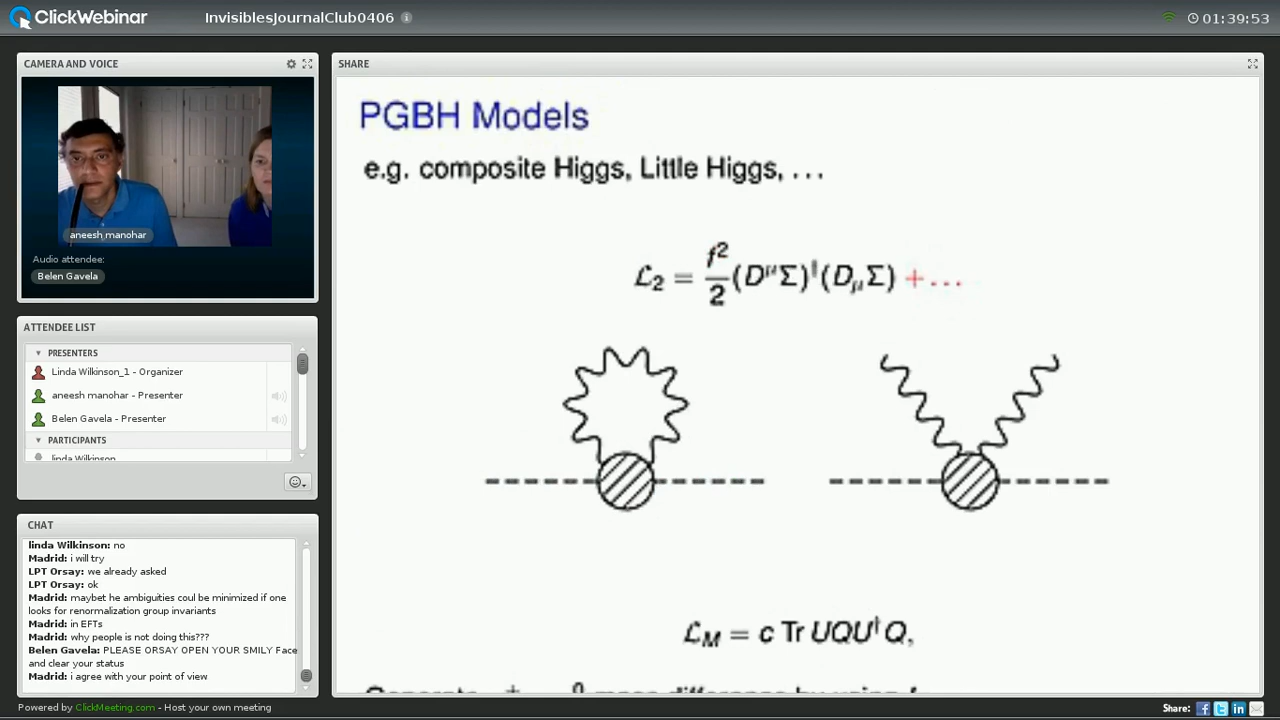 ClickWebinar
InvisiblesJournalClub0406
01:39:53
CAMERA AND VOICE
aneesh manohar
Audio attendee:
Belen Gavela
ATTENDEE LIST
PRESENTERS
Linda Wilkinson_1 - Organizer
aneesh manohar - Presenter
Belen Gavela - Presenter
PARTICIPANTS
linda Wilkinson
CHAT
linda Wilkinson: no
Madrid: i will try
LPT Orsay: we already asked
LPT Orsay: ok
Madrid: maybet he ambiguities coul be minimized if one
looks for renormalization group invariants
Madrid: in EFTs
Madrid: why people is not doing this???
Belen Gavela: PLEASE ORSAY OPEN YOUR SMILY Face
and clear your status
Madrid: i agree with your point of view
SHARE
PGBH Models
e.g. composite Higgs, Little Higgs, ...
ℒ₂ = f²/2 (D^μ Σ)^† (D_μ Σ) + ...
ℒ_M = c Tr UQU^†Q,
Powered by ClickMeeting.com - Host your own meeting
Share: